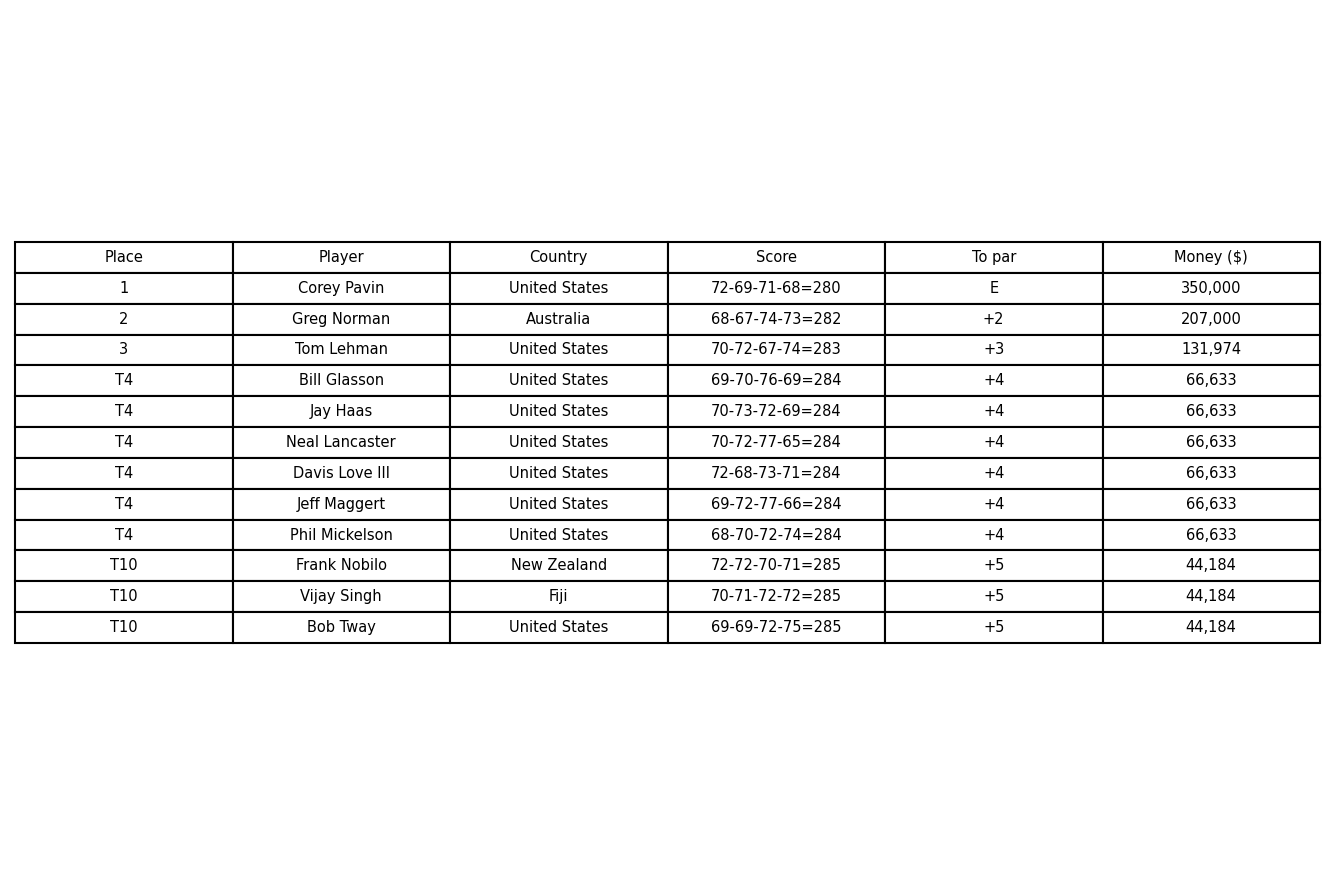 Place Player Country Score To par Money ($)
1 Corey Pavin United States 72-69-71-68=280 E 350,000
2 Greg Norman Australia 68-67-74-73=282 +2 207,000
3 Tom Lehman United States 70-72-67-74=283 +3 131,974
T4 Bill Glasson United States 69-70-76-69=284 +4 66,633
T4 Jay Haas United States 70-73-72-69=284 +4 66,633
T4 Neal Lancaster United States 70-72-77-65=284 +4 66,633
T4 Davis Love III United States 72-68-73-71=284 +4 66,633
T4 Jeff Maggert United States 69-72-77-66=284 +4 66,633
T4 Phil Mickelson United States 68-70-72-74=284 +4 66,633
T10 Frank Nobilo New Zealand 72-72-70-71=285 +5 44,184
T10 Vijay Singh Fiji 70-71-72-72=285 +5 44,184
T10 Bob Tway United States 69-69-72-75=285 +5 44,184